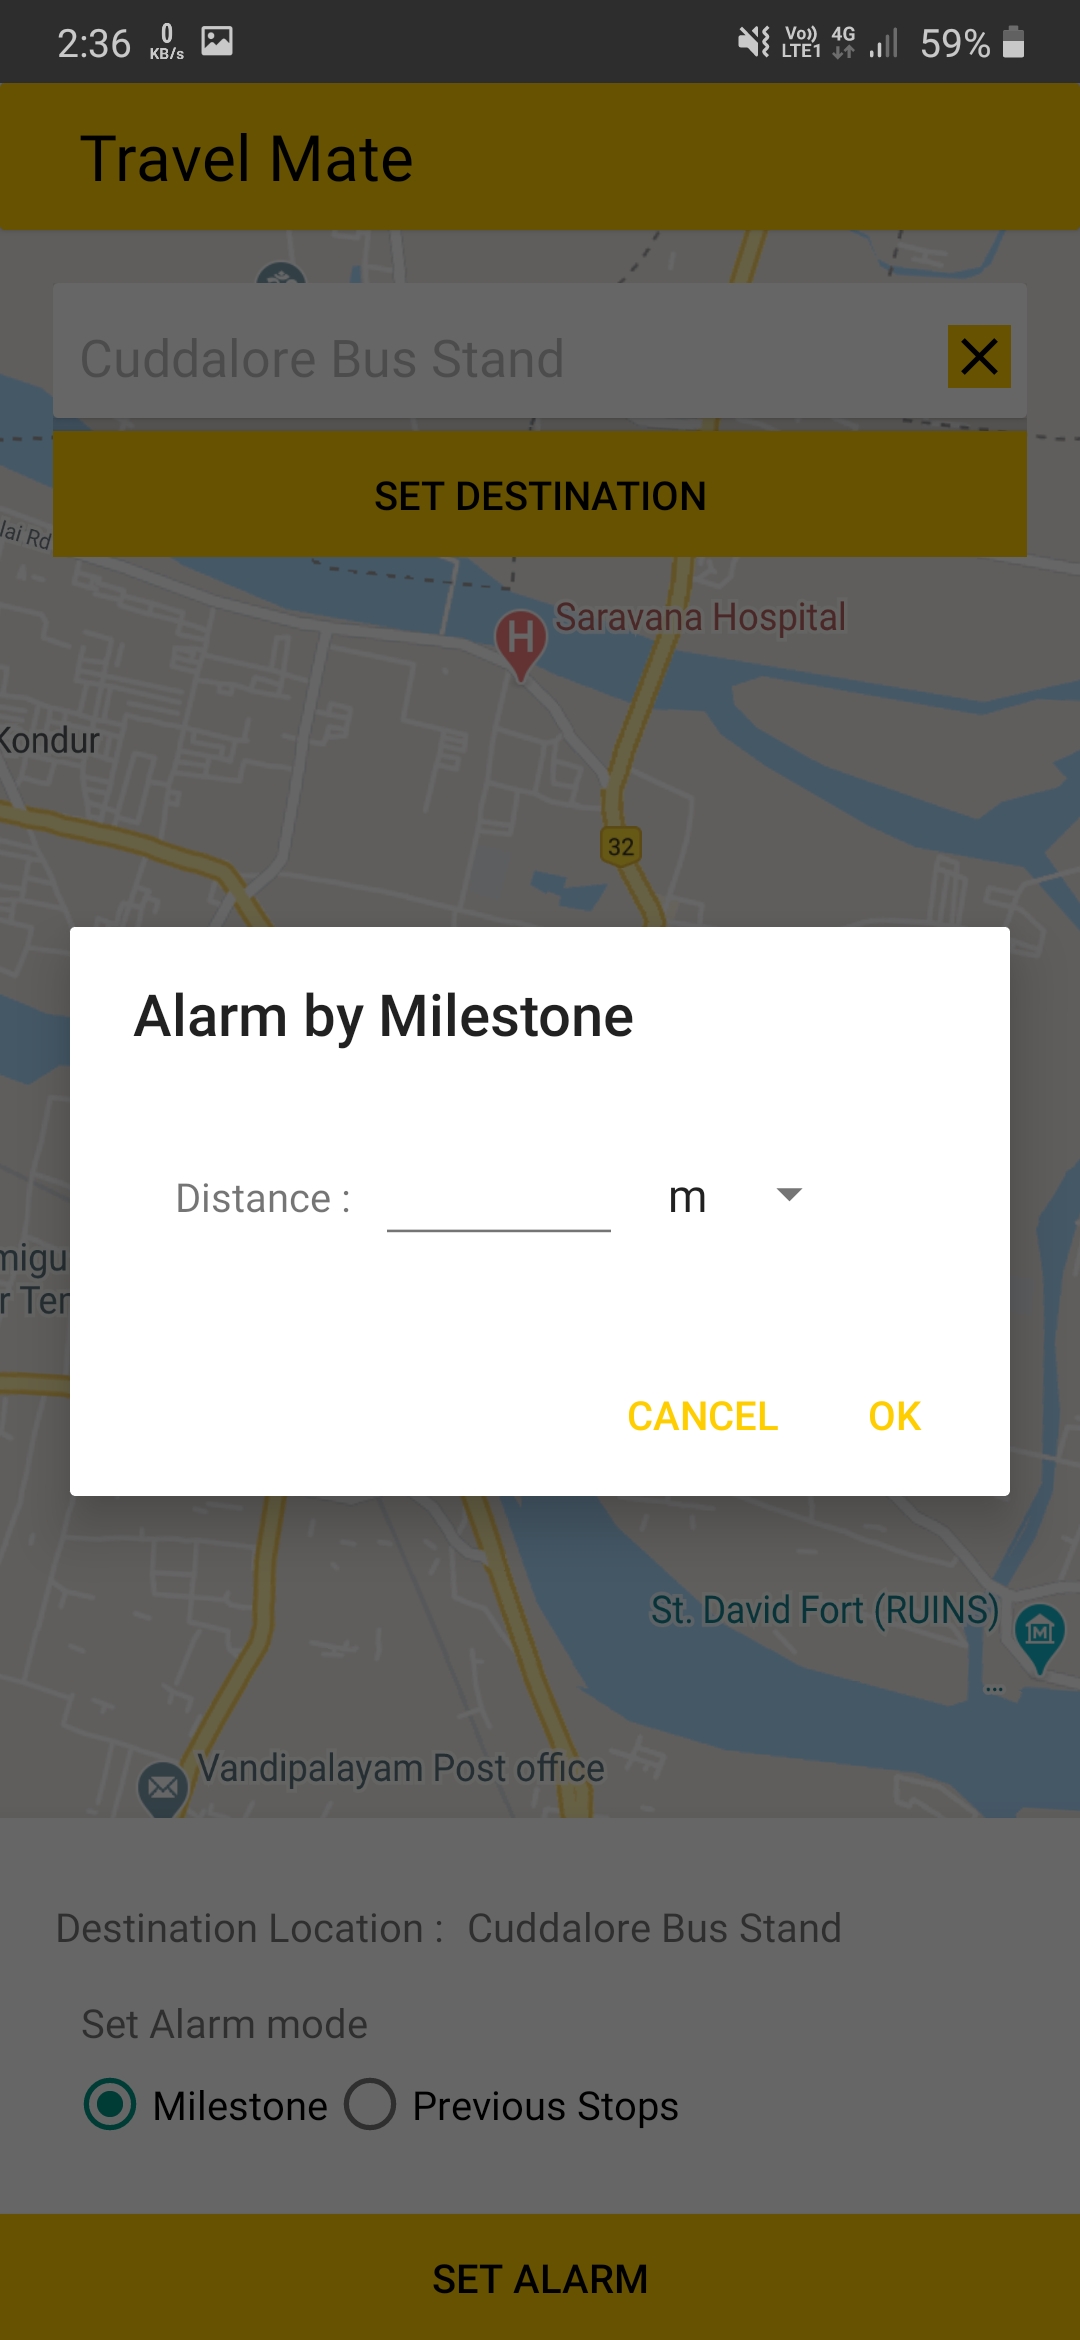 2:36 0 KB/s Vo)) LTE1 4G 59%
Travel Mate
Cuddalore Bus Stand
SET DESTINATION
lai Rd
Saravana Hospital
H
Kondur
32
Alarm by Milestone
Distance : m
migu
r Ter
CANCEL OK
St. David Fort (RUINS)
M
...
Vandipalayam Post office
Destination Location : Cuddalore Bus Stand
Set Alarm mode
Milestone Previous Stops
SET ALARM